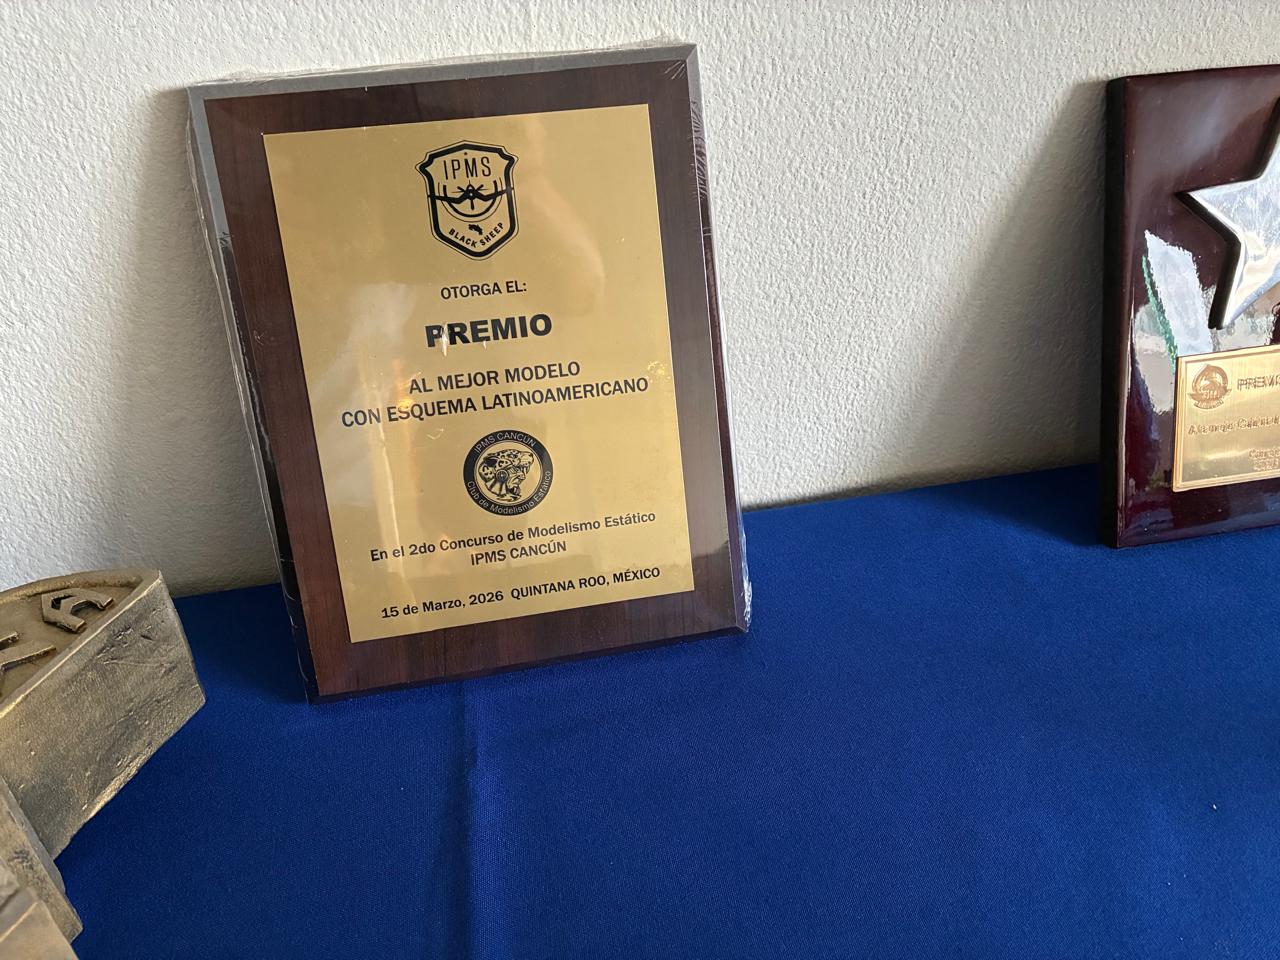 IPMS
BLACK SHEEP
OTORGA EL:
PREMIO
AL MEJOR MODELO
CON ESQUEMA LATINOAMERICANO
IPMS CANCÚN
Club de Modelismo Estático
En el 2do Concurso de Modelismo Estático
IPMS CANCÚN
15 de Marzo, 2026 QUINTANA ROO, MÉXICO